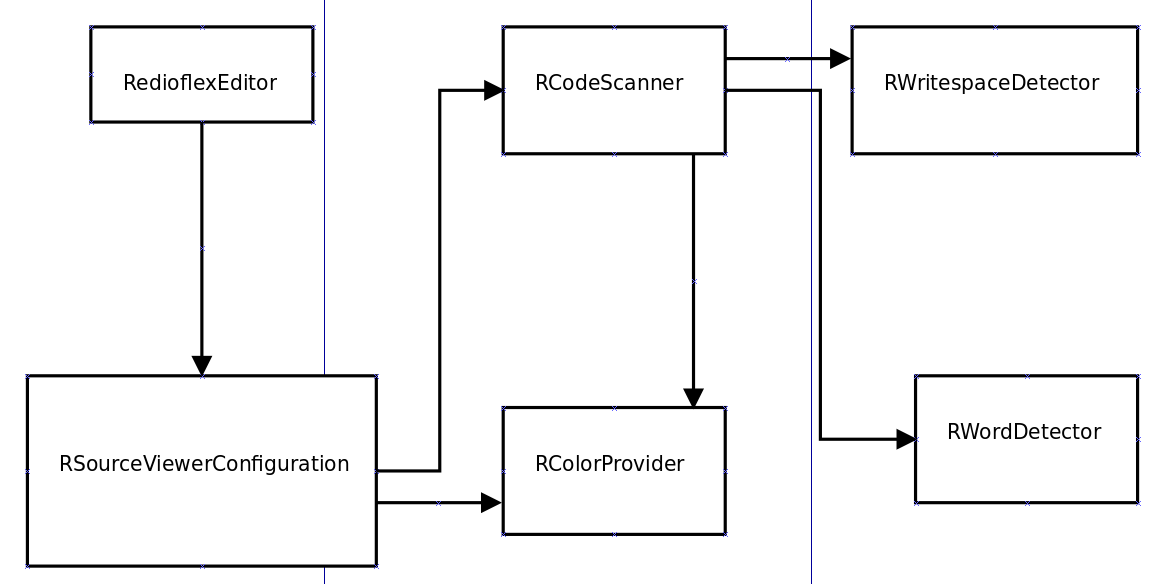 RedioflexEditor
RCodeScanner
RWritespaceDetector
RSourceViewerConfiguration
RColorProvider
RWordDetector